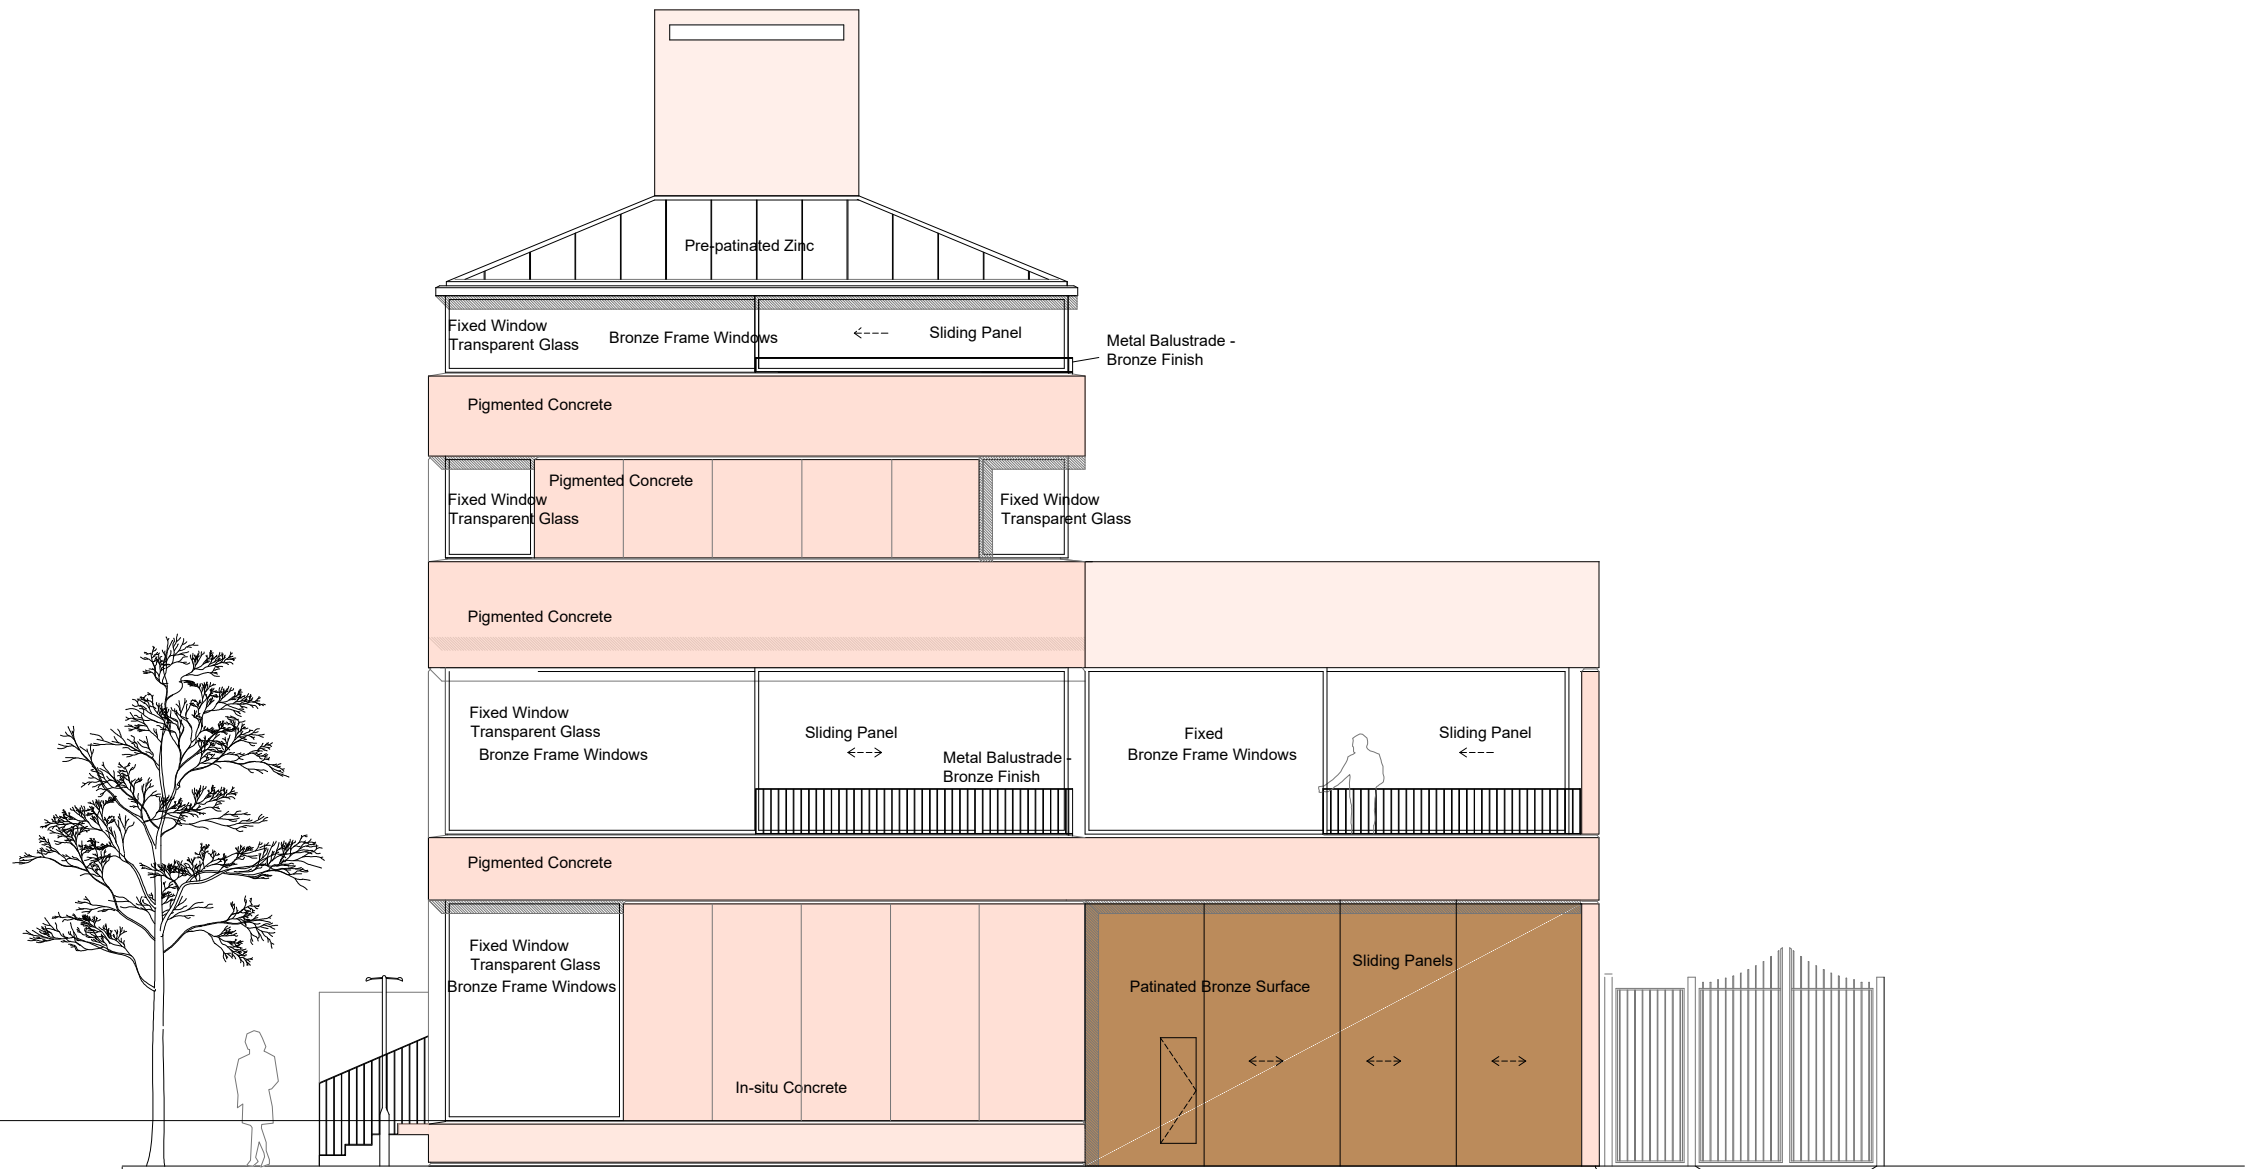 Pre-patinated Zinc
Fixed Window
Transparent Glass
Bronze Frame Windows
Sliding Panel
Metal Balustrade -
Bronze Finish
Pigmented Concrete
Pigmented Concrete
Fixed Window
Transparent Glass
Fixed Window
Transparent Glass
Pigmented Concrete
Fixed Window
Transparent Glass
Bronze Frame Windows
Sliding Panel
Metal Balustrade -
Bronze Finish
Fixed
Bronze Frame Windows
Sliding Panel
Pigmented Concrete
Fixed Window
Transparent Glass
Bronze Frame Windows
Sliding Panels
Patinated Bronze Surface
In-situ Concrete